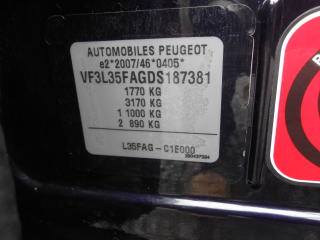 AUTOMOBILES PEUGEOT
e2*2007/46*0405*
VF3L35FAGDS187381
1770 KG
3170 KG
1 1000 KG
2 890 KG
L35FAG-C1E000